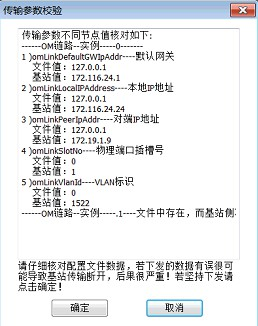 传输参数校验
传输参数不同节点值核对如下:
------OM链路--实例-----0-------
1 )omLinkDefaultGWIpAddr----默认网关
文件值: 127.0.0.1
基站值: 172.116.24.1
2 )omLinkLocalIPAddress----本地IP地址
文件值: 127.0.0.1
基站值: 172.116.24.24
3 )omLinkPeerIpAddr----对端IP地址
文件值: 127.0.0.1
基站值: 172.19.1.9
4 )omLinkSlotNo----物理端口插槽号
文件值: 0
基站值: 1
5 )omLinkVlanId----VLAN标识
文件值: 0
基站值: 1522
------OM链路--实例-----.1----文件中存在，而基站侧
请仔细核对配置文件数据，若下发的数据有误很可
能导致基站传输断开，后果很严重！若坚持下发请
点击确定！
确定 取消